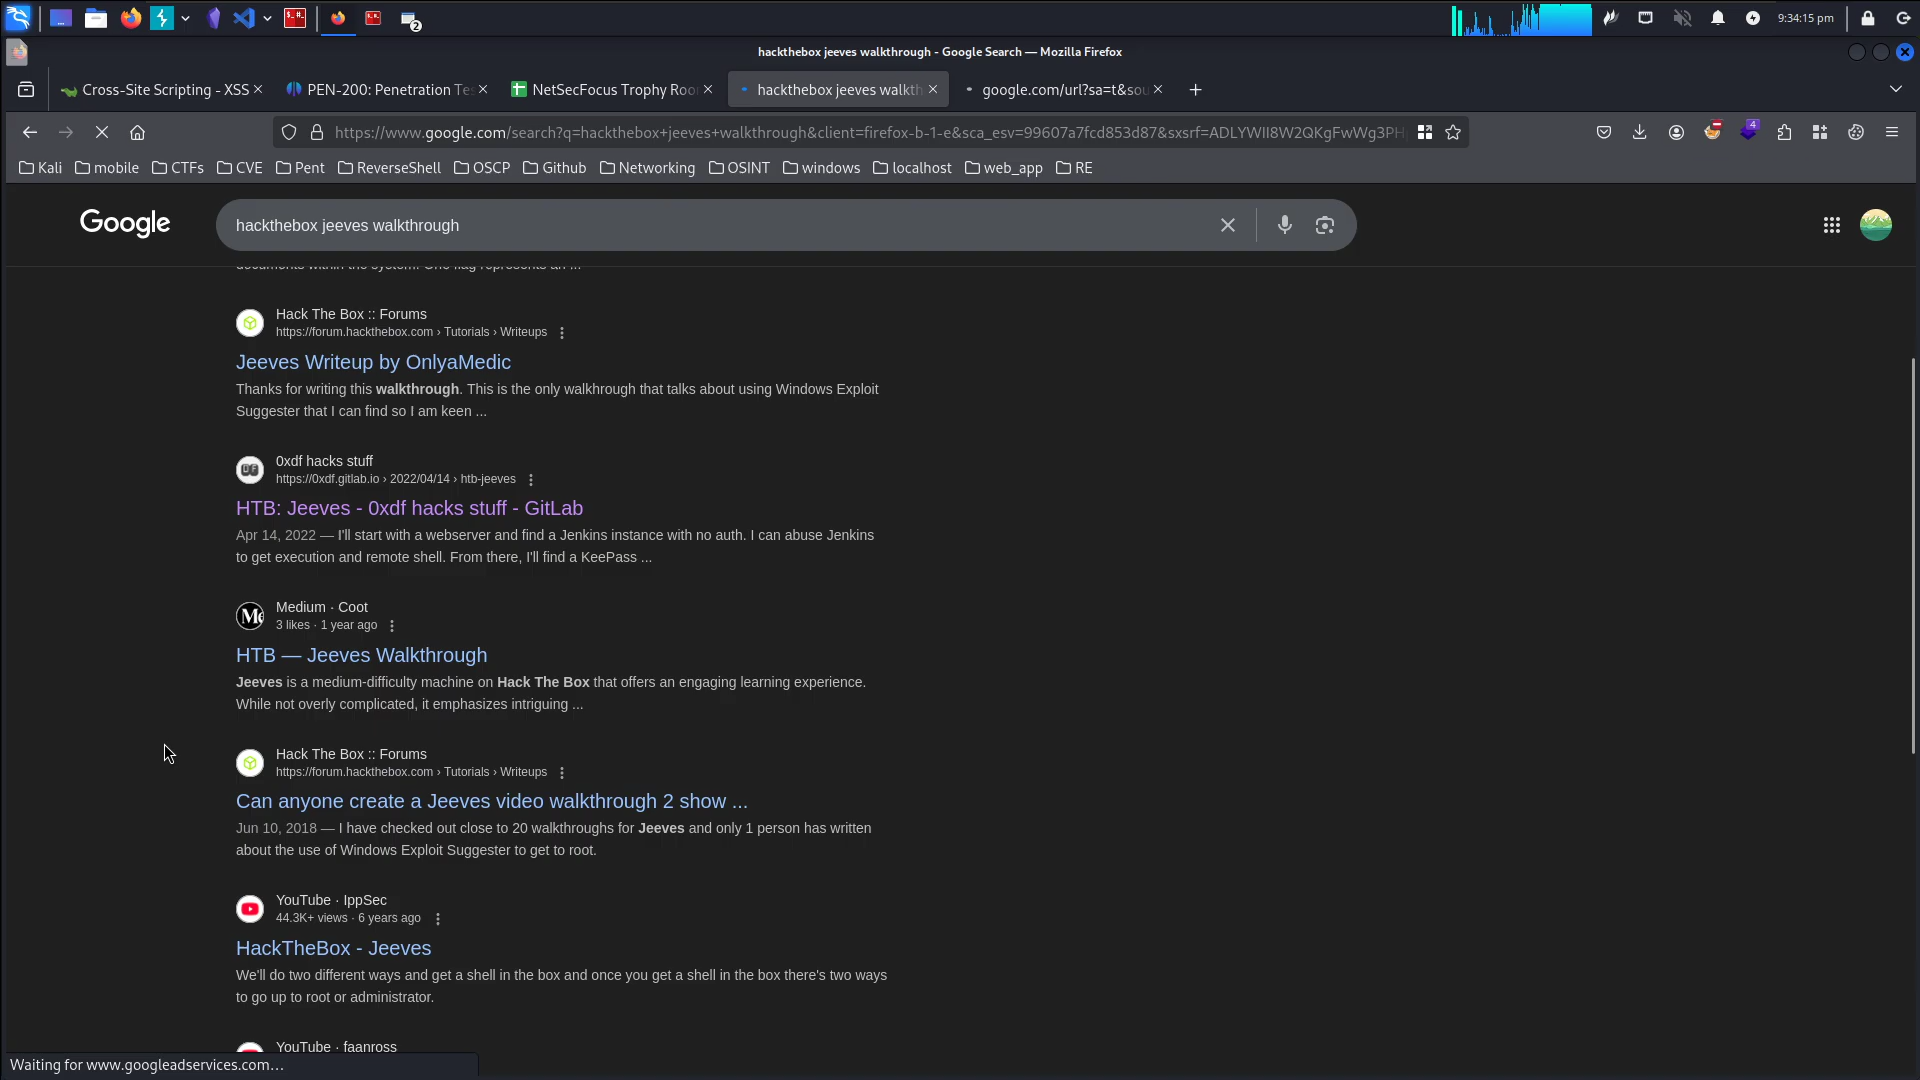 9:34:15 pm
2
hackthebox jeeves walkthrough - Google Search — Mozilla Firefox
Cross-Site Scripting - XSS
PEN-200: Penetration Te
NetSecFocus Trophy Roo
hackthebox jeeves walkth
google.com/url?sa=t&sou
https://www.google.com/search?q=hackthebox+jeeves+walkthrough&client=firefox-b-1-e&sca_esv=99607a7fcd853d87&sxsrf=ADLYWII8W2QKgFwWg3PH
4
Kali
mobile
CTFs
CVE
Pent
ReverseShell
OSCP
Github
Networking
OSINT
windows
localhost
web_app
RE
Google
hackthebox jeeves walkthrough
documents within the system. One flag represents an ...
Hack The Box :: Forums
https://forum.hackthebox.com › Tutorials › Writeups
Jeeves Writeup by OnlyaMedic
Thanks for writing this walkthrough. This is the only walkhrough that talks about using Windows Exploit
Suggester that I can find so I am keen ...
0xdf hacks stuff
https://0xdf.gitlab.io › 2022/04/14 › htb-jeeves
HTB: Jeeves - 0xdf hacks stuff - GitLab
Apr 14, 2022 — I'll start with a webserver and find a Jenkins instance with no auth. I can abuse Jenkins
to get execution and remote shell. From there, I'll find a KeePass ...
Medium · Coot
3 likes · 1 year ago
HTB — Jeeves Walkthrough
Jeeves is a medium-difficulty machine on Hack The Box that offers an engaging learning experience.
While not overly complicated, it emphasizes intriguing ...
Hack The Box :: Forums
https://forum.hackthebox.com › Tutorials › Writeups
Can anyone create a Jeeves video walkthrough 2 show ...
Jun 10, 2018 — I have checked out close to 20 walkthroughs for Jeeves and only 1 person has written
about the use of Windows Exploit Suggester to get to root.
YouTube · IppSec
44.3K+ views · 6 years ago
HackTheBox - Jeeves
We'll do two different ways and get a shell in the box and once you get a shell in the box there's two ways
to go up to root or administrator.
YouTube · faanross
Waiting for www.googleadservices.com…